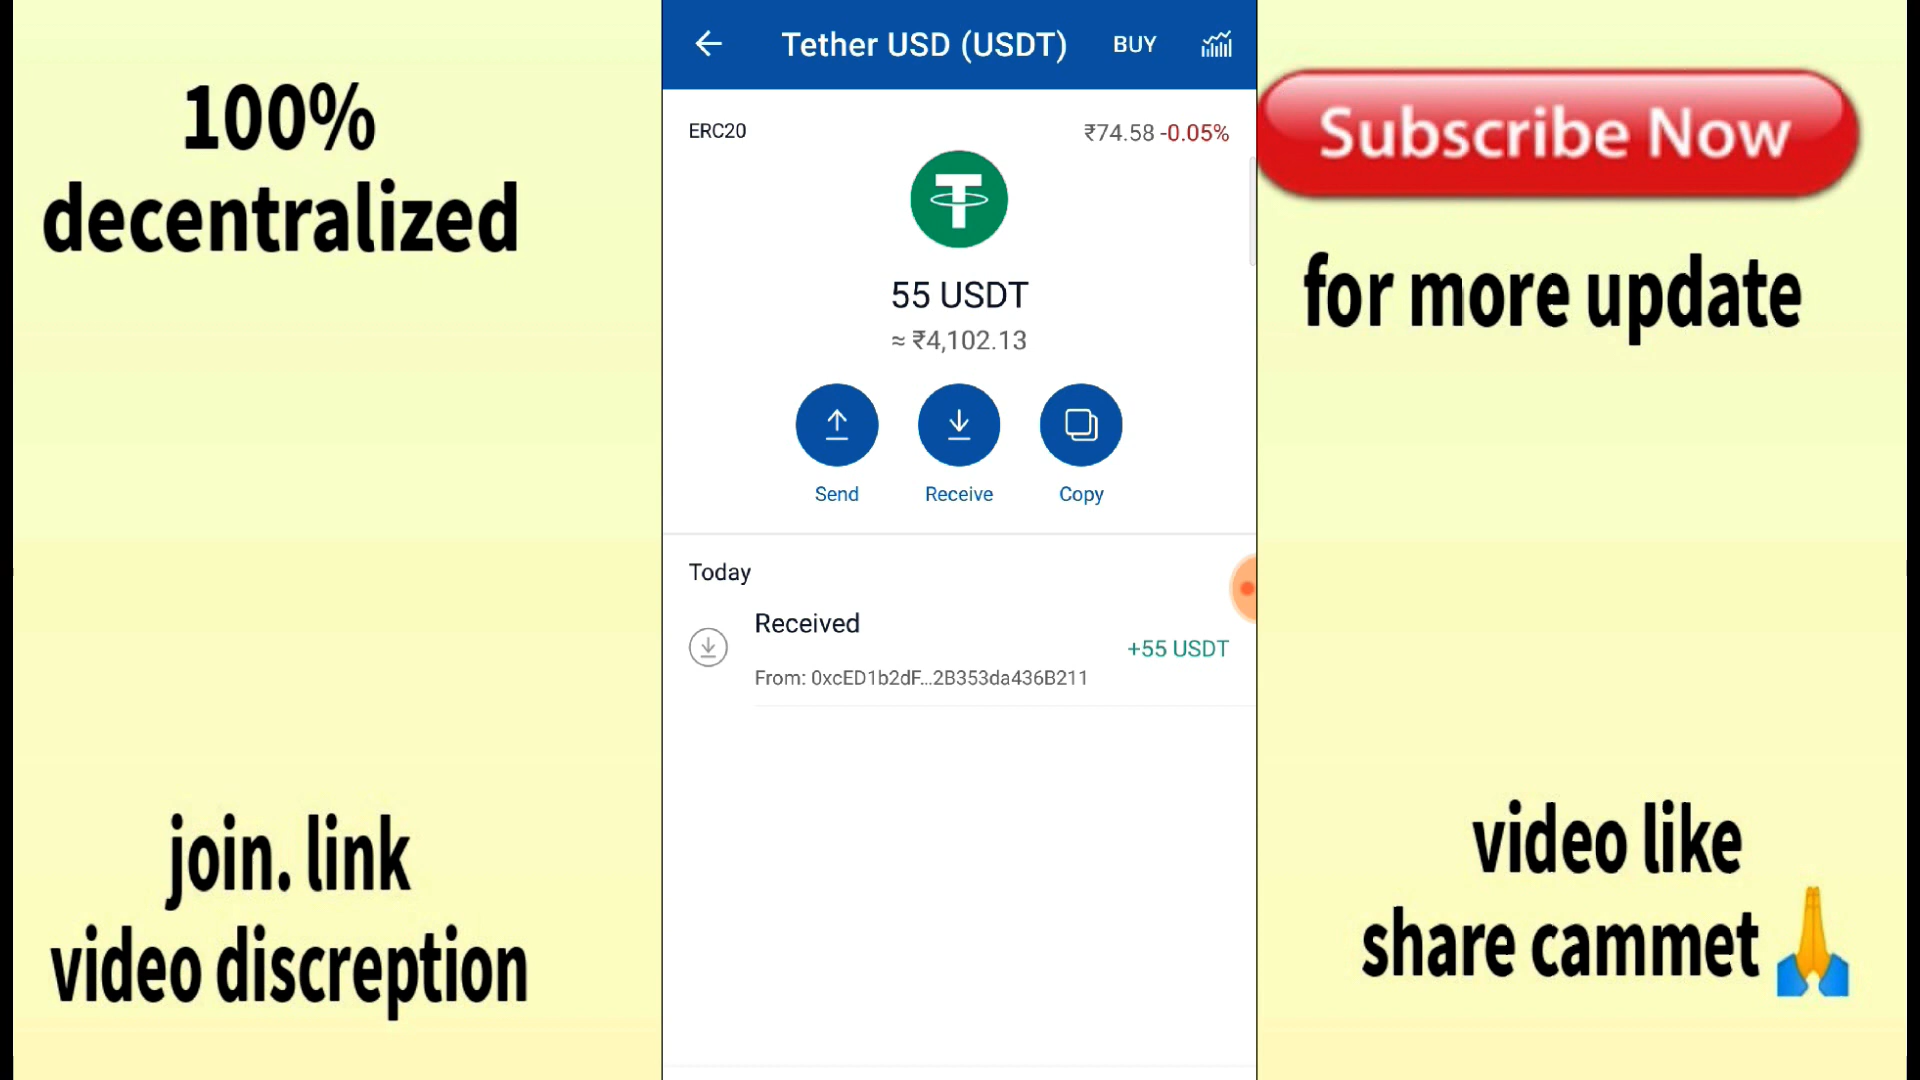 100%
decentralized
join. link
video discreption
Tether USD (USDT) BUY
ERC20 ₹74.58 -0.05%
55 USDT
≈ ₹4,102.13
Send Receive Copy
Today
Received
+55 USDT
From: 0xcED1b2dF...2B353da436B211
Subscribe Now
for more update
video like
share cammet